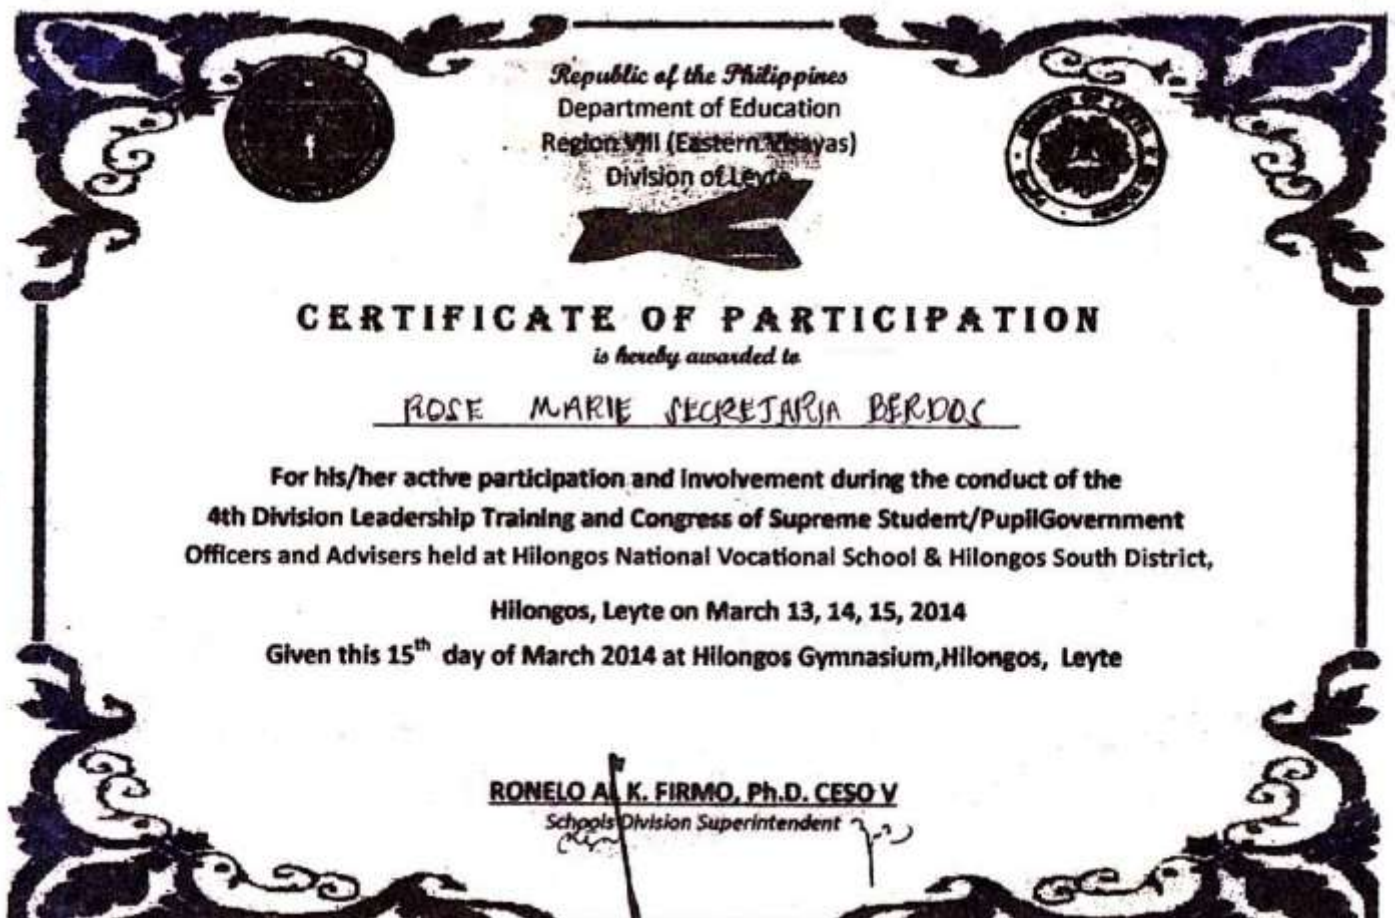 Republic of the Philippines
Department of Education
Region VIII (Eastern Visayas)
Division of Leyte
CERTIFICATE OF PARTICIPATION
is hereby awarded to
ROSE MARIE SECRETARIA BERDOS
For his/her active participation and involvement during the conduct of the
4th Division Leadership Training and Congress of Supreme Student/PupilGovernment
Officers and Advisers held at Hilongos National Vocational School & Hilongos South District,
Hilongos, Leyte on March 13, 14, 15, 2014
Given this 15th day of March 2014 at Hilongos Gymnasium,Hilongos, Leyte
RONELO A. K. FIRMO, Ph.D. CESO V
Schools Division Superintendent